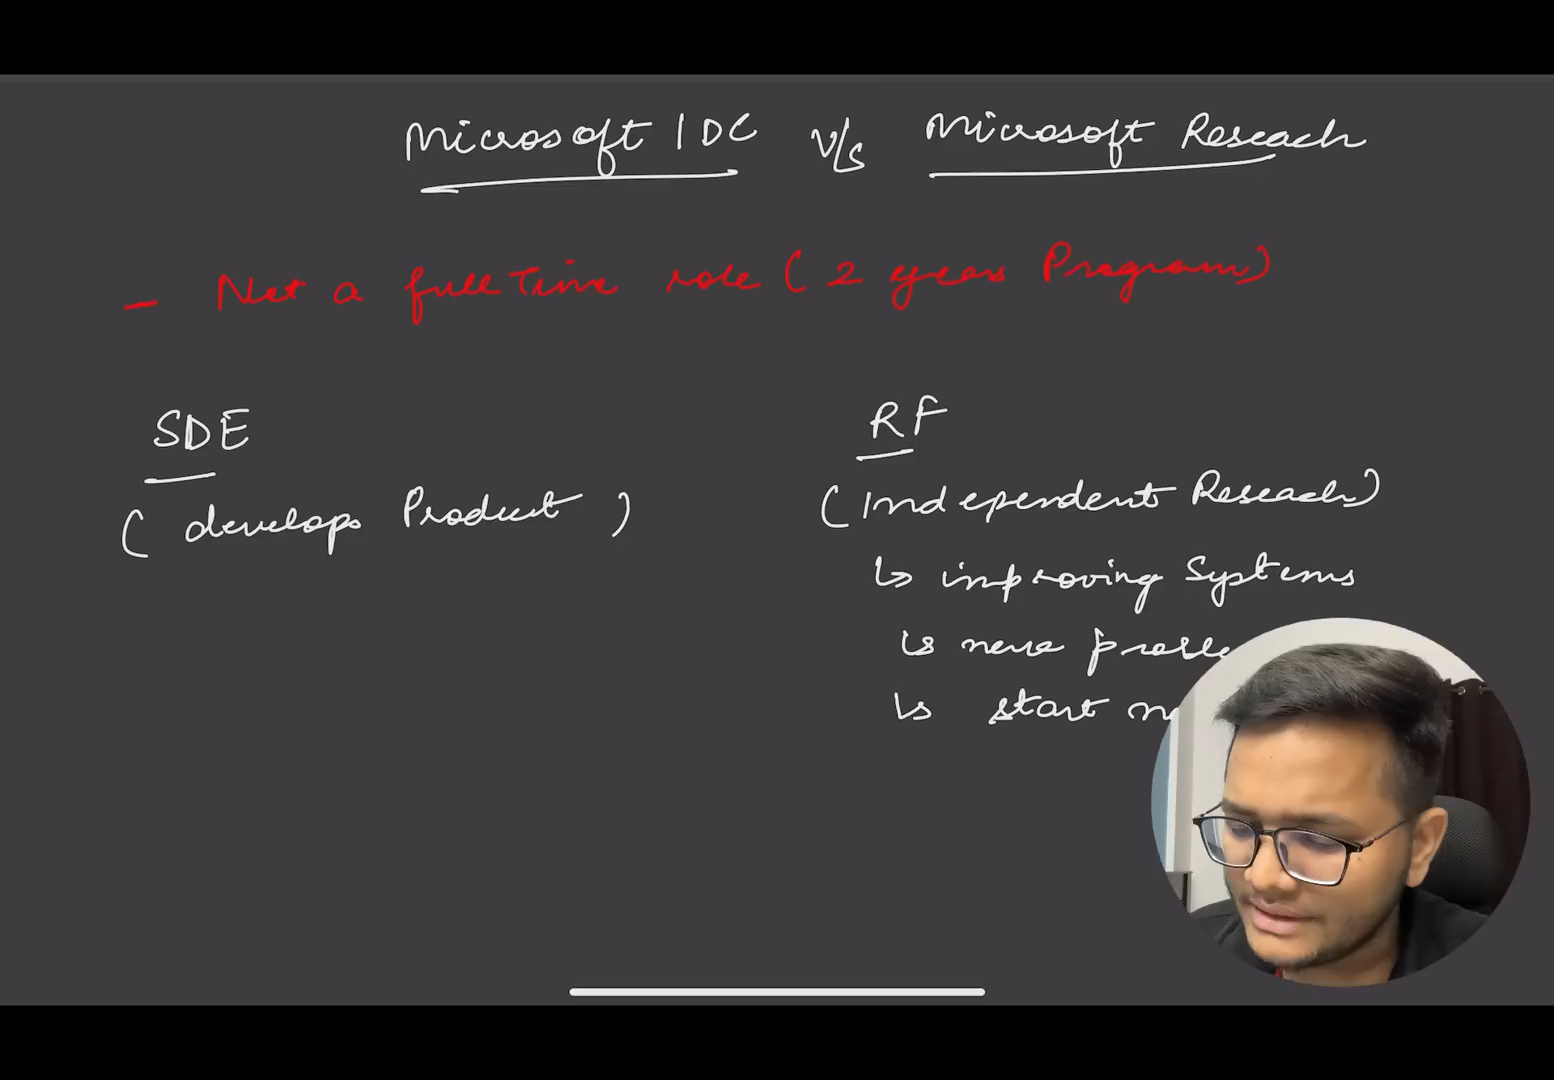 Microsoft IDC v/s Microsoft Reseach
- Not a full Time role ( 2 years Program)
SDE
( develops Product )
RF
( Independent Reseach)
↳ improving Systems
↳ new
↳ start